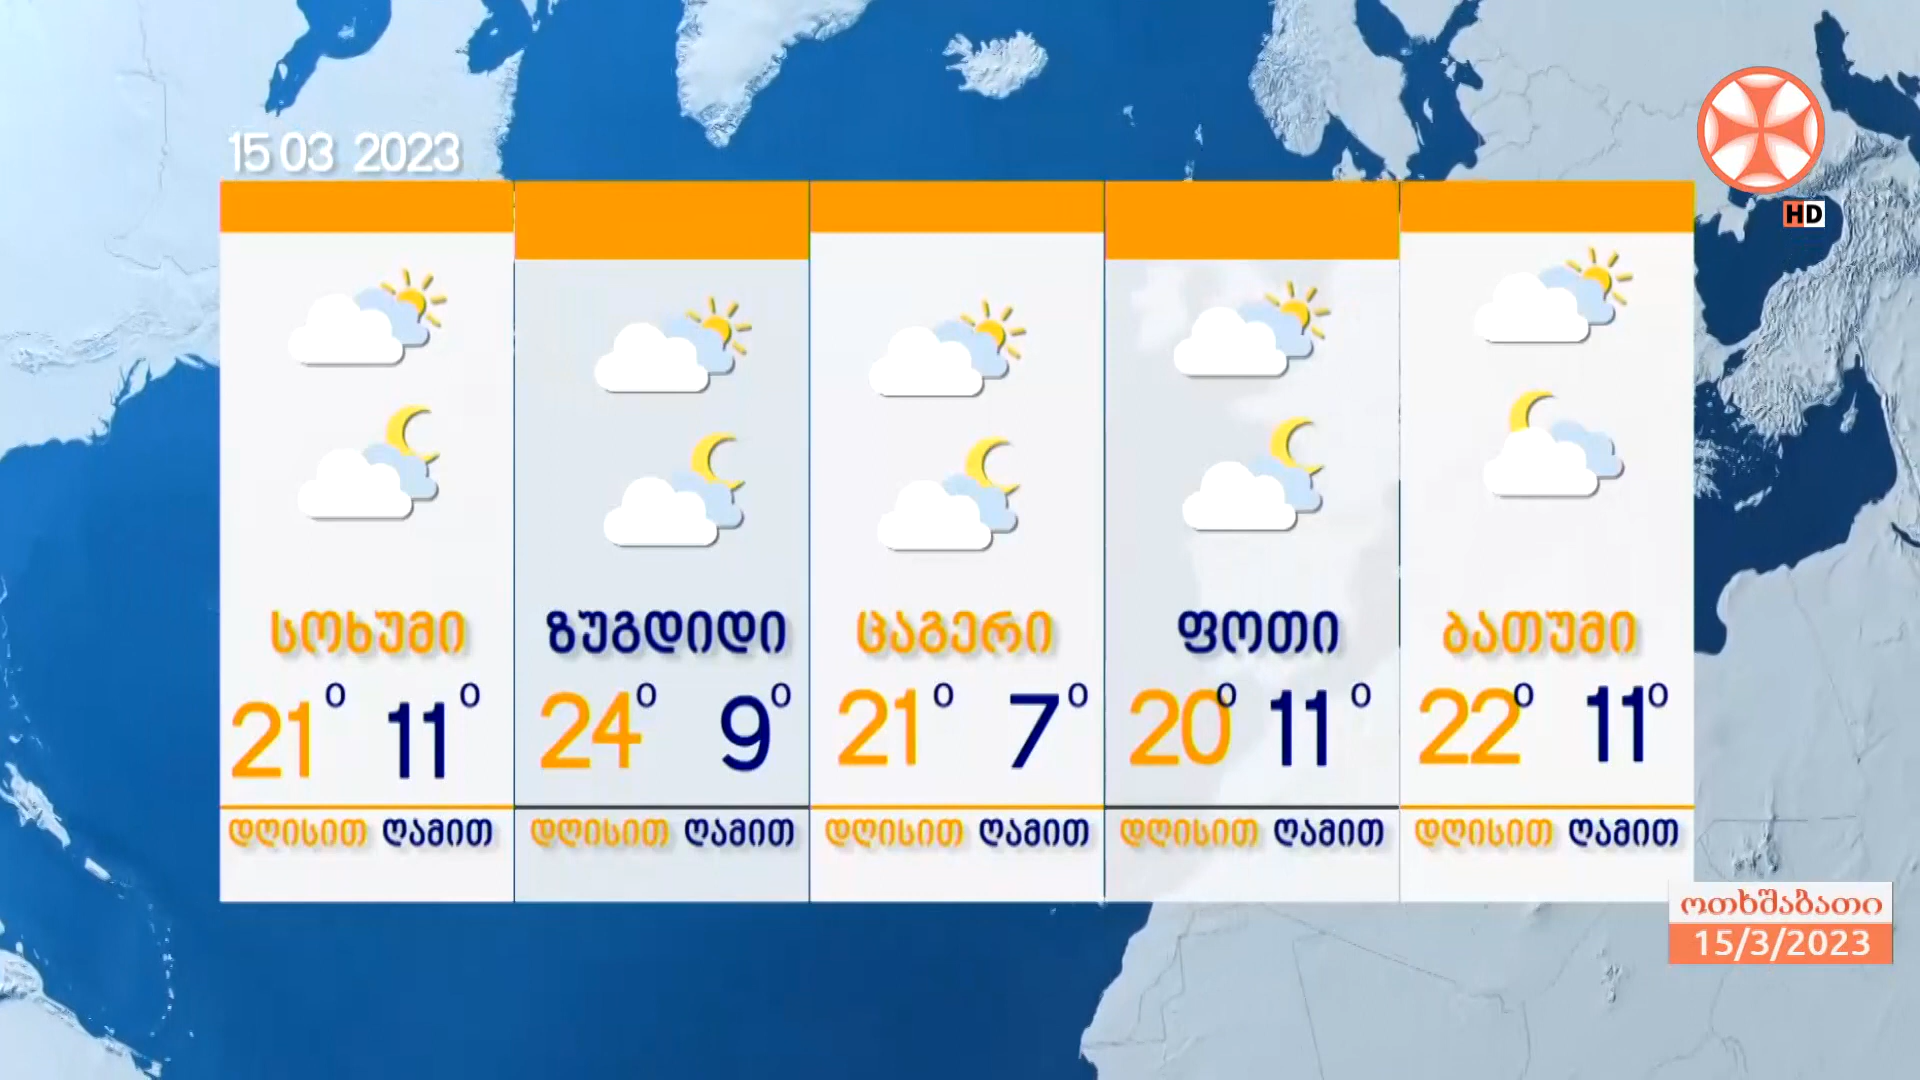 15 03 2023
HD
სოხუმი
21° 11°
დღისით ღამით
ზუგდიდი
24° 9°
დღისით ღამით
ცაგერი
21° 7°
დღისით ღამით
ფოთი
20° 11°
დღისით ღამით
ბათუმი
22° 11°
დღისით ღამით
ოთხშაბათი
15/3/2023